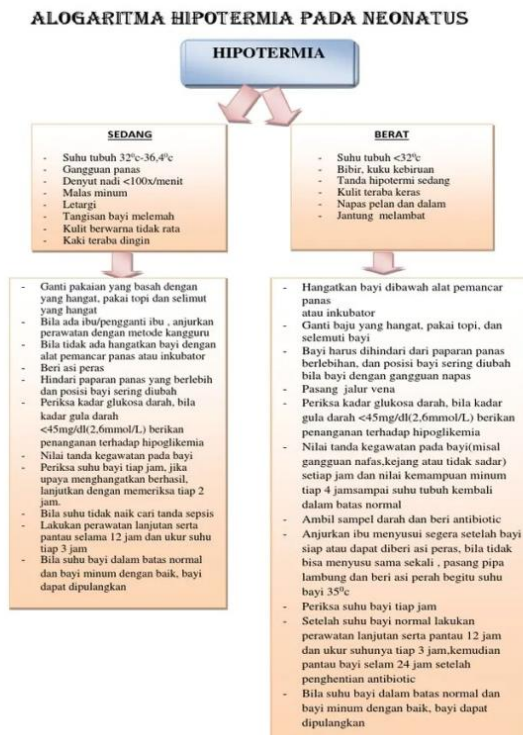 ALOGARITMA HIPOTERMIA PADA NEONATUS
HIPOTERMIA
SEDANG
- Suhu tubuh 32⁰c-36,4⁰c
- Gangguan panas
- Denyut nadi <100x/menit
- Malas minum
- Letargi
- Tangisan bayi melemah
- Kulit berwarna tidak rata
- Kaki teraba dingin
BERAT
- Suhu tubuh <32⁰c
- Bibir, kuku kebiruan
- Tanda hipotermi sedang
- Kulit teraba keras
- Napas pelan dan dalam
- Jantung melambat
- Ganti pakaian yang basah dengan
yang hangat, pakai topi dan selimut
yang hangat
- Bila ada ibu/pengganti ibu , anjurkan
perawatan dengan metode kangguru
- Bila tidak ada hangatkan bayi dengan
alat pemancar panas atau inkubator
- Beri asi peras
- Hindari paparan panas yang berlebih
dan posisi bayi sering diubah
- Periksa kadar glukosa darah, bila
kadar gula darah
<45mg/dl(2,6mmol/L) berikan
penanganan terhadap hipoglikemia
- Nilai tanda kegawatan pada bayi
- Periksa suhu bayi tiap jam, jika
upaya menghangatkan berhasil,
lanjutkan dengan memeriksa tiap 2
jam.
- Bila suhu tidak naik cari tanda sepsis
- Lakukan perawatan lanjutan serta
pantau selama 12 jam dan ukur suhu
tiap 3 jam
- Bila suhu bayi dalam batas normal
dan bayi minum dengan baik, bayi
dapat dipulangkan
- Hangatkan bayi dibawah alat pemancar
panas
atau inkubator
- Ganti baju yang hangat, pakai topi, dan
selemuti bayi
- Bayi harus dihindari dari paparan panas
berlebihan, dan posisi bayi sering diubah
bila bayi dengan gangguan napas
- Pasang jalur vena
- Periksa kadar glukosa darah, bila kadar
gula darah <45mg/dl(2,6mmol/L) berikan
penanganan terhadap hipoglikemia
- Nilai tanda kegawatan pada bayi(misal
gangguan nafas,kejang atau tidak sadar)
setiap jam dan nilai kemampuan minum
tiap 4 jamsampai suhu tubuh kembali
dalam batas normal
- Ambil sampel darah dan beri antibiotic
- Anjurkan ibu menyusui segera setelah bayi
siap atau dapat diberi asi peras, bila tidak
bisa menyusu sama sekali , pasang pipa
lambung dan beri asi perah begitu suhu
bayi 35⁰c
- Periksa suhu bayi tiap jam
- Setelah suhu bayi normal lakukan
perawatan lanjutan serta pantau 12 jam
dan ukur suhunya tiap 3 jam,kemudian
pantau bayi selam 24 jam setelah
penghentian antibiotic
- Bila suhu bayi dalam batas normal dan
bayi minum dengan baik, bayi dapat
dipulangkan